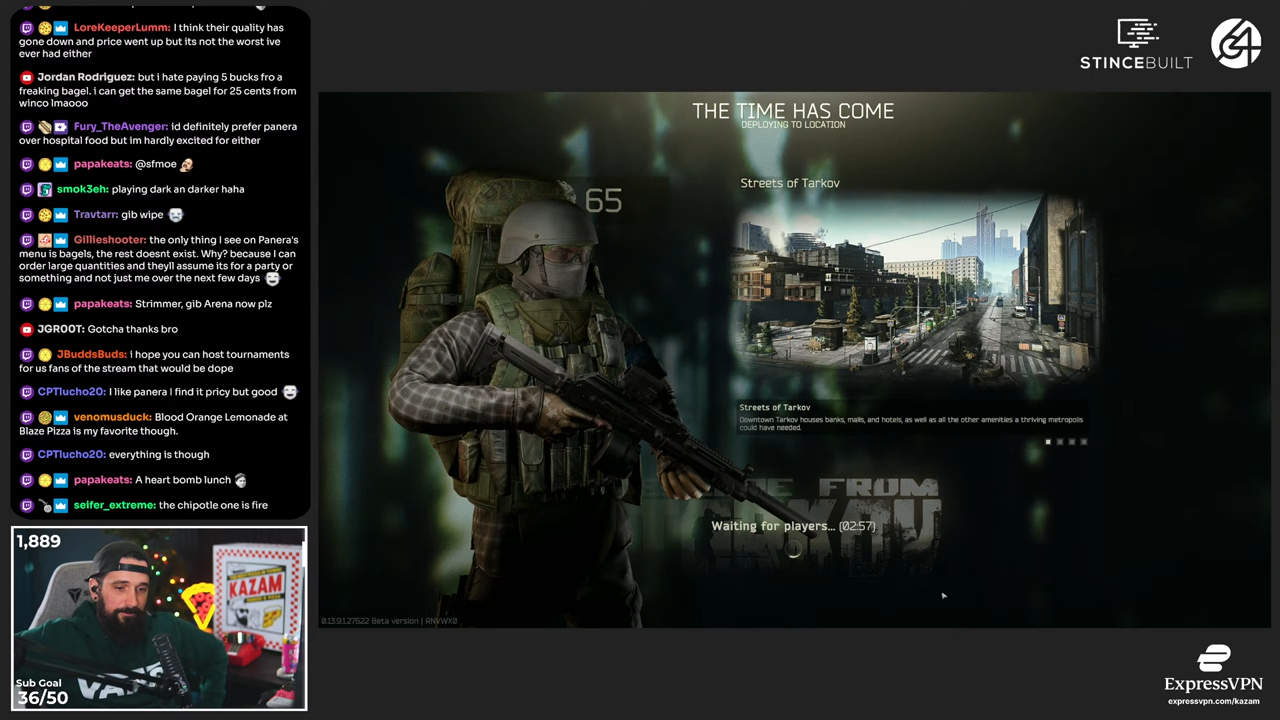 LoreKeeperLumm: I think their quality has
gone down and price went up but its not the worst ive
ever had either
Jordan Rodriguez: but i hate paying 5 bucks fro a
freaking bagel. i can get the same bagel for 25 cents from
winco lmaooo
Fury_TheAvenger: id definitely prefer panera
over hospital food but im hardly excited for either
papakeats: @sfmoe
smok3eh: playing dark an darker haha
Travtarr: gib wipe
Gillieshooter: the only thing I see on Panera's
menu is bagels, the rest doesnt exist. Why? because I can
order large quantities and theyll assume its for a party or
something and not just me over the next few days
papakeats: Strimmer, gib Arena now plz
JGR00T: Gotcha thanks bro
JBuddsBuds: i hope you can host tournaments
for us fans of the stream that would be dope
CPTlucho20: I like panera I find it pricy but good
venomusduck: Blood Orange Lemonade at
Blaze Pizza is my favorite though.
CPTlucho20: everything is though
papakeats: A heart bomb lunch
seifer_extreme: the chipotle one is fire
1,889
KAZAM
VANS
Sub Goal
36/50
THE TIME HAS COME
DEPLOYING TO LOCATION
65
Streets of Tarkov
Streets of Tarkov
Downtown Tarkov houses banks, malls, and hotels, as well as all the other amenities a thriving metropolis
could have needed.
Waiting for players... (02:57)
0.13.9.1.27622 Beta version | RNVWX0
STINCEBUILT
G4
ExpressVPN
expressvpn.com/kazam